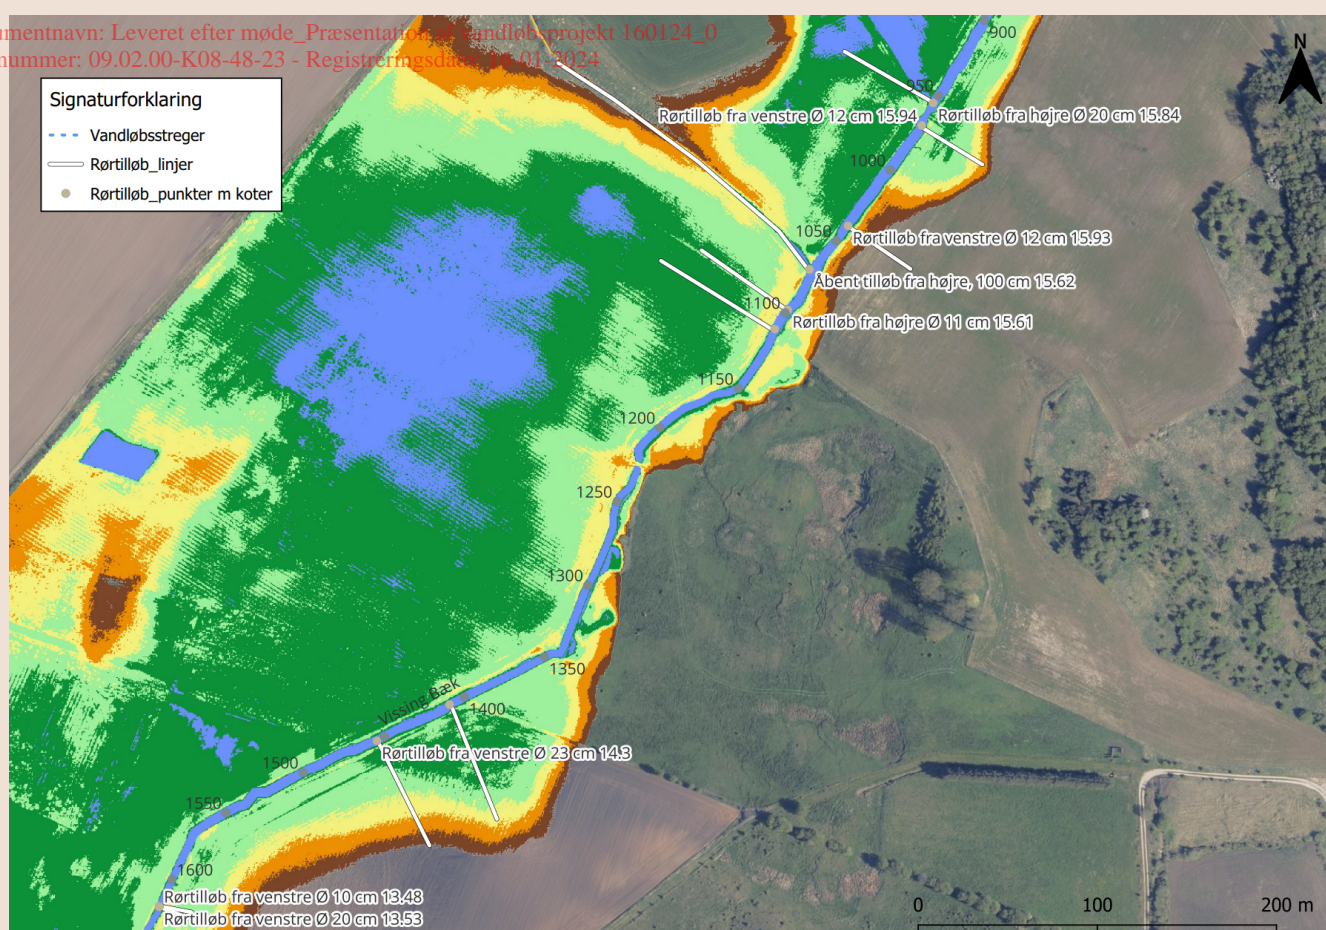 umentnavn: Leveret efter møde_Præsentation af vandløbsprojekt 160124_0
nummer: 09.02.00-K08-48-23 - Registreringsdato: -01-2024
Signaturforklaring
Vandløbsstreger
Rørtilløb_linjer
Rørtilløb_punkter m koter
N
900
950
Rørtilløb fra venstre Ø 12 cm 15.94
Rørtilløb fra højre Ø 20 cm 15.84
1000
1050
Rørtilløb fra venstre Ø 12 cm 15.93
Åbent tilløb fra højre, 100 cm 15.62
1100
Rørtilløb fra højre Ø 11 cm 15.61
1150
1200
1250
1300
1350
Vissing Bæk
1400
Rørtilløb fra venstre Ø 23 cm 14.3
1500
1550
1600
Rørtilløb fra venstre Ø 10 cm 13.48
Rørtilløb fra venstre Ø 20 cm 13.53
0 100 200 m